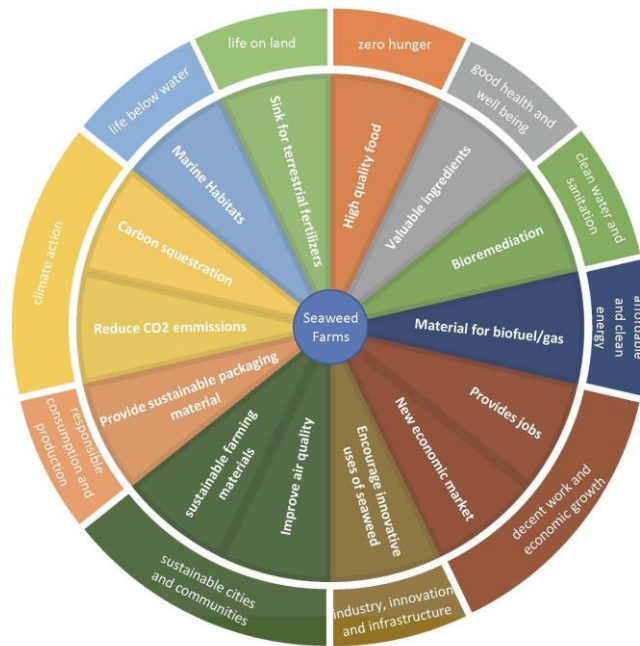 life on land
zero hunger
good health and
well being
clean water and
sanitation
affordable
and clean
energy
decent work and
economic growth
industry, innovation
and infrastructure
sustainable cities
and communities
responsible
consumption and
production
climate action
life below water
Sink for terrestrial
fertilizers
High quality food
Valuable ingredients
Bioremediation
Material for biofuel/gas
Provides jobs
New economic market
Encourage innovative
uses of seaweed
Improve air quality
sustainable farming
materials
Provide sustainable packaging
material
Reduce CO2 emmissions
Carbon squestration
Marine Habitats
Seaweed
Farms